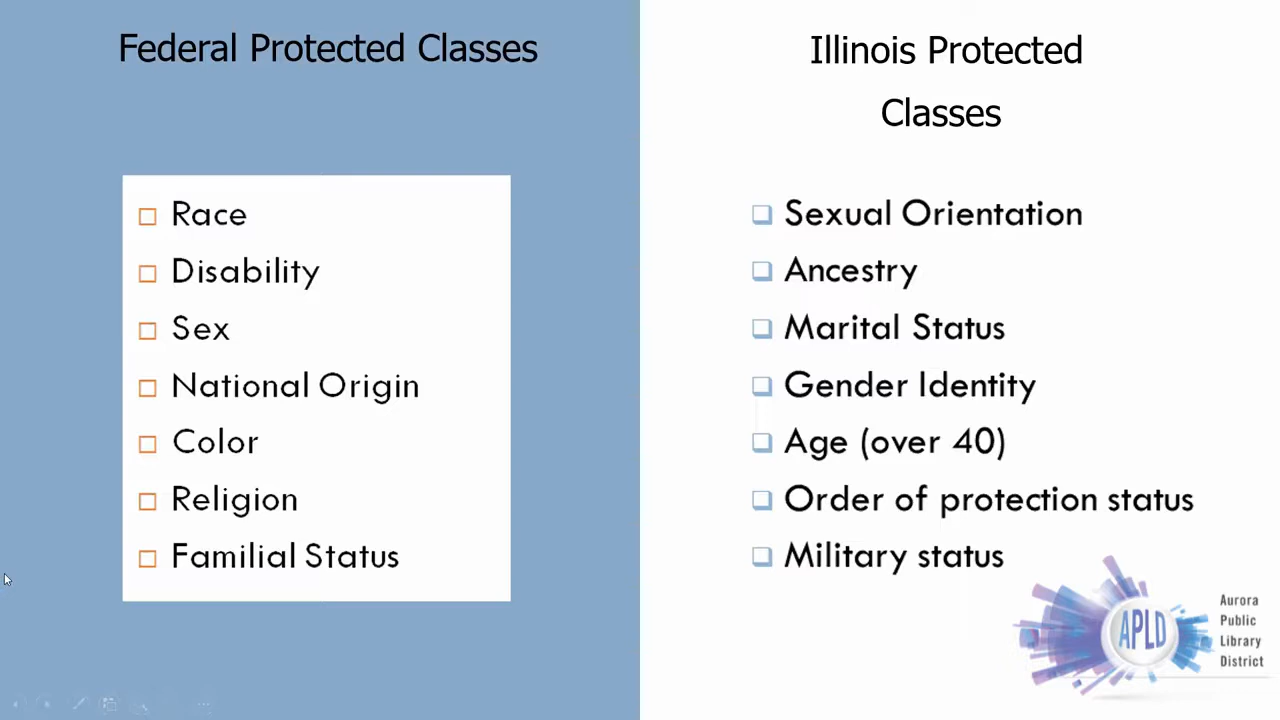 Federal Protected Classes
Race
Disability
Sex
National Origin
Color
Religion
Familial Status
Illinois Protected
Classes
Sexual Orientation
Ancestry
Marital Status
Gender Identity
Age (over 40)
Order of protection status
Military status
APLD
Aurora
Public
Library
District